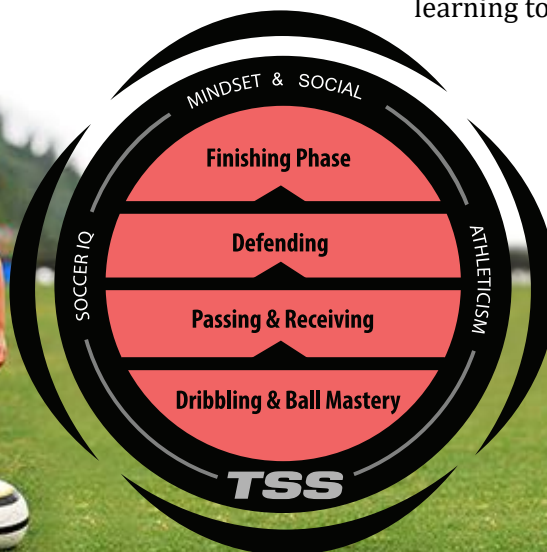 learning to
MINDSET & SOCIAL
SOCCER IQ
ATHLETICISM
Finishing Phase
Defending
Passing & Receiving
Dribbling & Ball Mastery
TSS